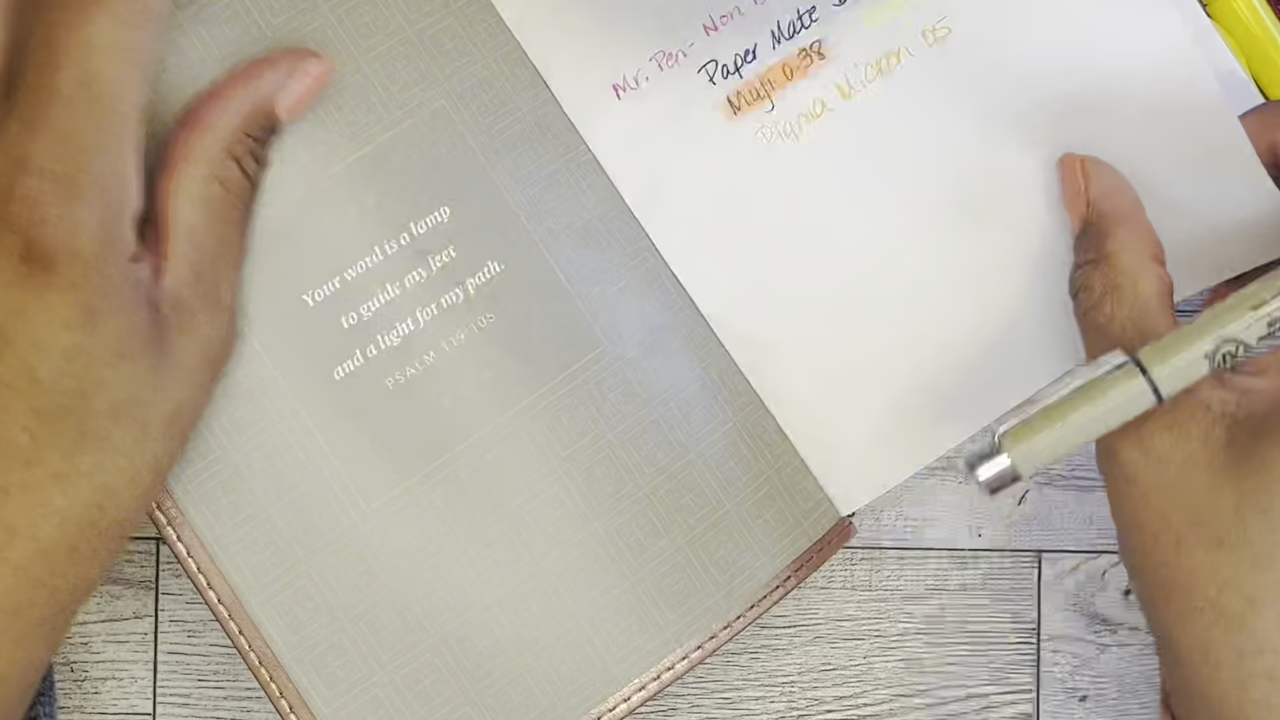 Your word is a lamp
to guide my feet
and a light for my path.
PSALM 119:105
Mr. Pen- Non
Paper Mate
Muji 0.38
Pigma Micron 05